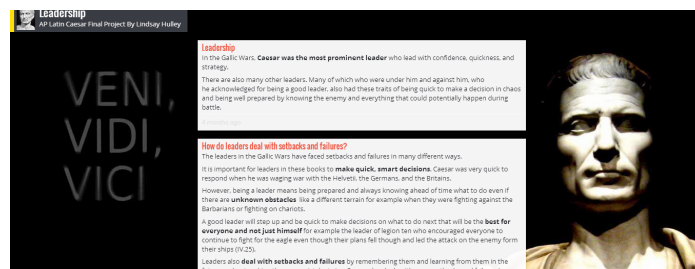 Leadership
AP Latin Caesar Final Project By Lindsay Hulley
VENI,
VIDI,
VICI
Leadership
In the Gallic Wars, Caesar was the most prominent leader who lead with confidence, quickness, and
strategy.
There are also many other leaders. Many of which who were under him and against him, who
he acknowledged for being a good leader, also had these traits of being quick to make a decision in chaos
and being well prepared by knowing the enemy and everything that could potentially happen during
battle.
How do leaders deal with setbacks and failures?
The leaders in the Gallic Wars have faced setbacks and failures in many different ways.
It is important for leaders in these books to make quick, smart decisions. Caesar was very quick to
respond when he was waging war with the Helvetii, the Germans, and the Britains.
However, being a leader means being prepared and always knowing ahead of time what to do even if
there are unknown obstacles like a different terrain for example when they were fighting against the
Barbarians or fighting on chariots.
A good leader will step up and be quick to make decisions on what to do next that will be the best for
everyone and not just himself for example the leader of legion ten who encouraged everyone to
continue to fight for the eagle even though their plans fell though and led the attack on the enemy form
their ships (IV.25).
Leaders also deal with setbacks and failures by remembering them and learning from them in the